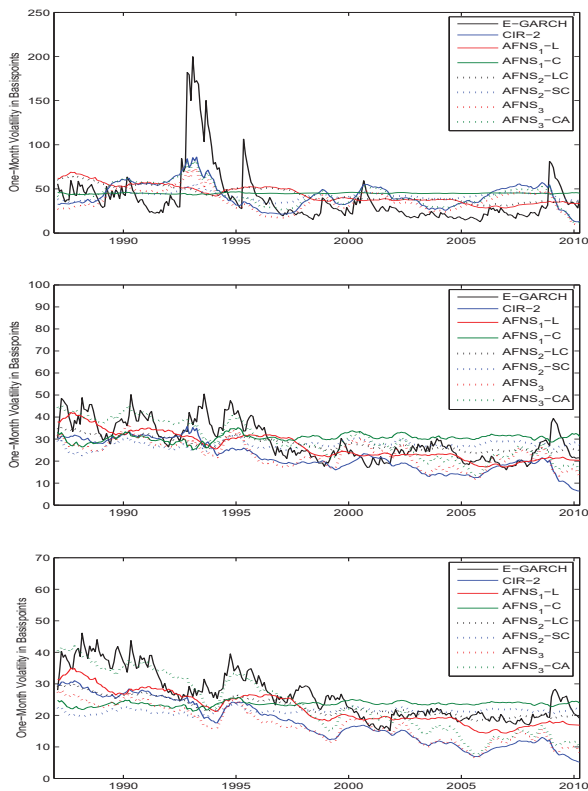 250
200
150
100
50
0
One-Month Volatility in Basispoints
E-GARCH
CIR-2
AFNS1-L
AFNS1-C
AFNS2-LC
AFNS2-SC
AFNS3
AFNS3-CA
1990 1995 2000 2005 2010
100
90
80
70
60
50
40
30
20
10
0
One-Month Volatility in Basispoints
E-GARCH
CIR-2
AFNS1-L
AFNS1-C
AFNS2-LC
AFNS2-SC
AFNS3
AFNS3-CA
1990 1995 2000 2005 2010
70
60
50
40
30
20
10
0
One-Month Volatility in Basispoints
E-GARCH
CIR-2
AFNS1-L
AFNS1-C
AFNS2-LC
AFNS2-SC
AFNS3
AFNS3-CA
1990 1995 2000 2005 2010